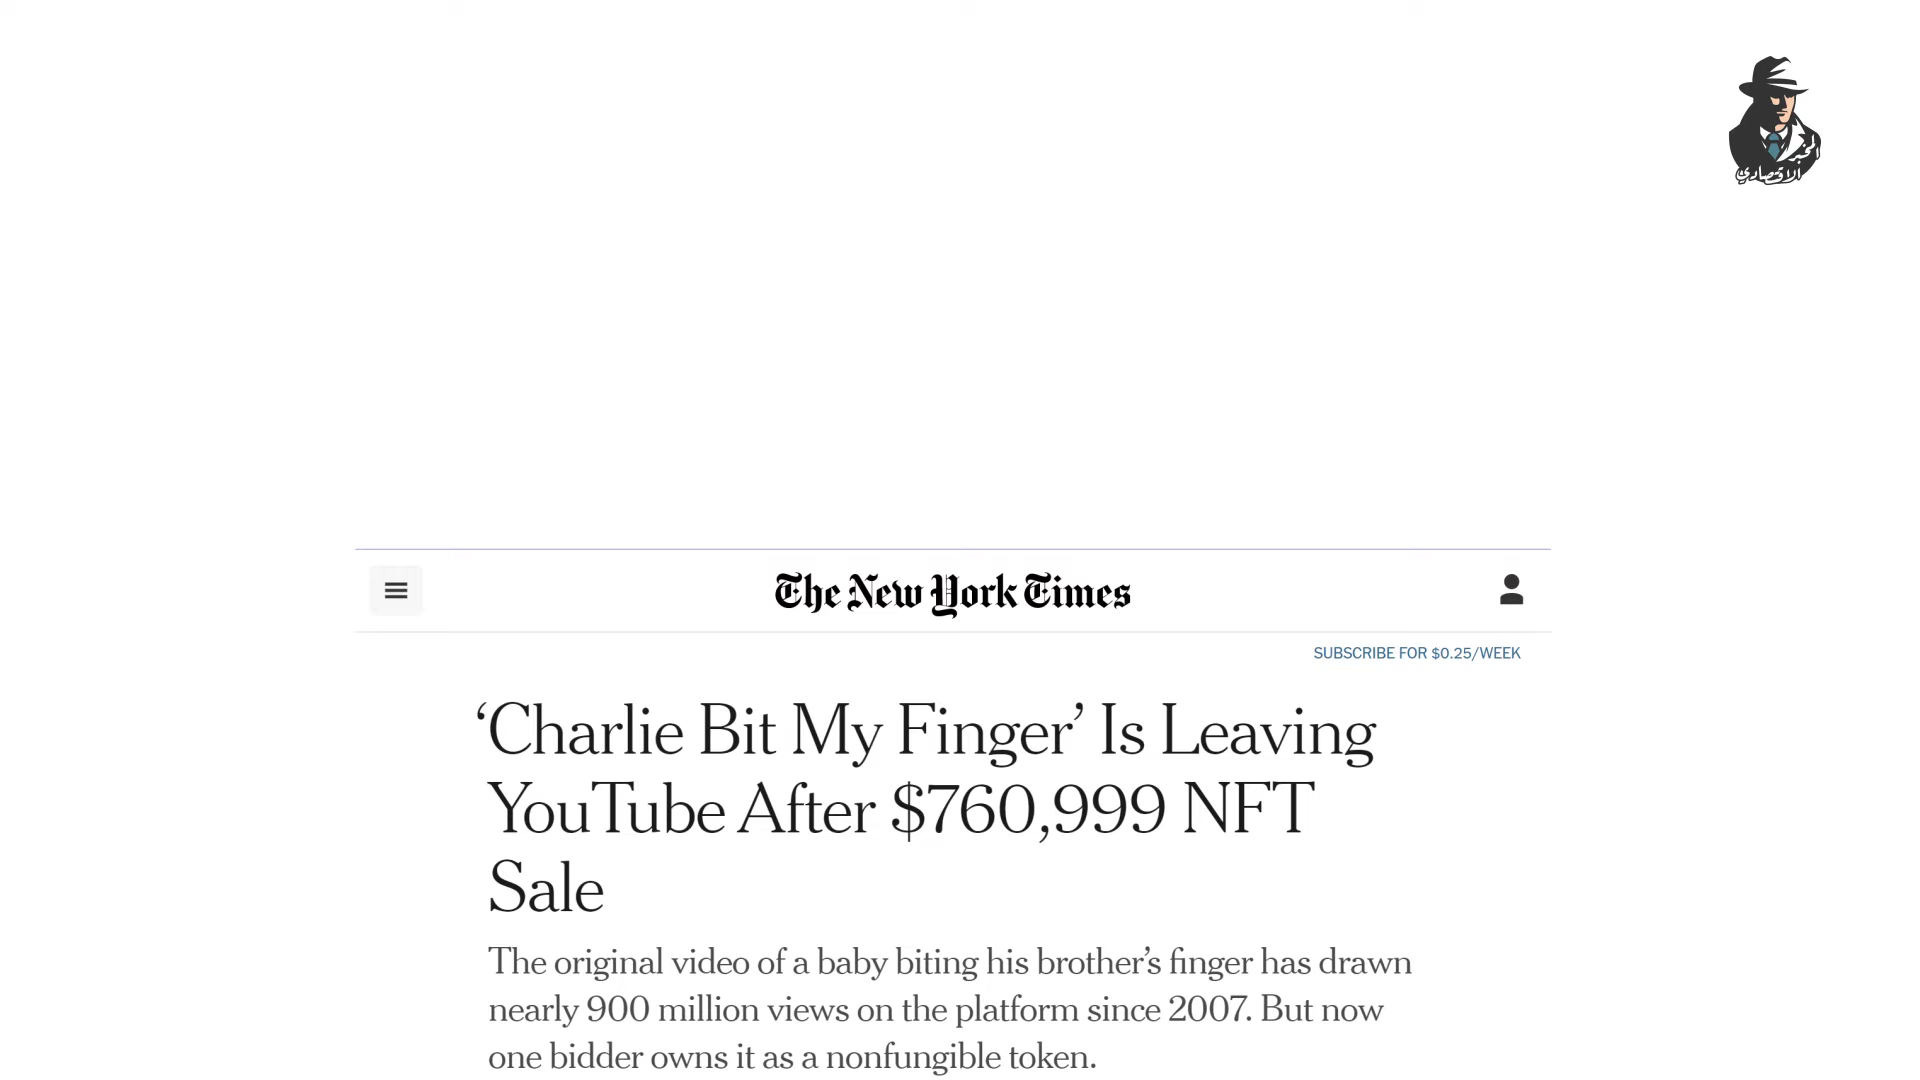 المخبر
الاقتصادي
The New York Times
SUBSCRIBE FOR $0.25/WEEK
‘Charlie Bit My Finger’ Is Leaving
YouTube After $760,999 NFT
Sale
The original video of a baby biting his brother’s finger has drawn
nearly 900 million views on the platform since 2007. But now
one bidder owns it as a nonfungible token.